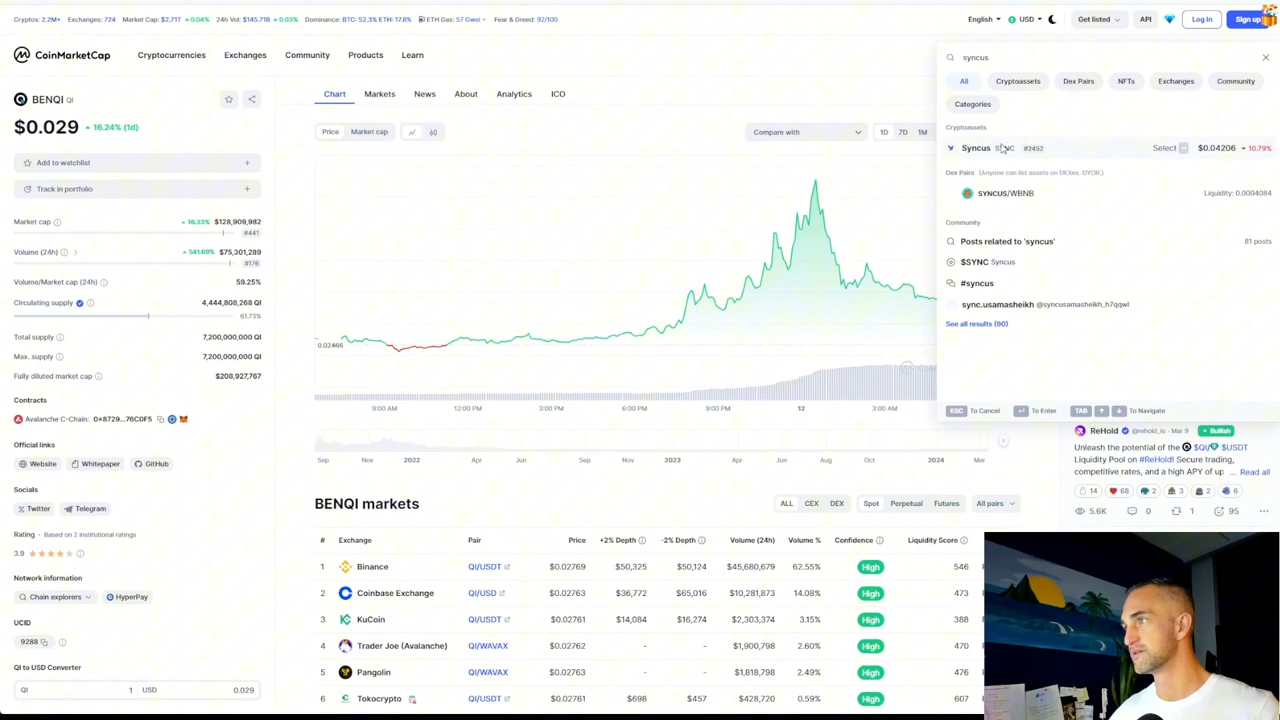 Cryptos: 2.2M+ Exchanges: 724 Market Cap: $2.71T 0.04% 24h Vol: $145.71B 0.03% Dominance: BTC: 52.3% ETH: 17.8% ETH Gas: 57 Gwei Fear & Greed: 92/100
English USD Get listed API Log In Sign up
CoinMarketCap Cryptocurrencies Exchanges Community Products Learn
syncus
All Cryptoassets Dex Pairs NFTs Exchanges Community
Categories
Cryptoassets
Syncus SYNC #2452 Select $0.04206 10.79%
Dex Pairs (Anyone can list assets on DEXes, DYOR.)
SYNCUS/WBNB Liquidity: 0.0004084
Community
Posts related to 'syncus' 81 posts
$SYNC Syncus
#syncus
sync.usamasheikh @syncusamasheikh_h7qqwl
See all results (90)
ESC To Cancel To Enter TAB To Navigate
BENQI QI
$0.029 16.24% (1d)
Add to watchlist +
Track in portfolio +
Market cap 16.33% $128,909,982
#441
Volume (24h) 541.69% $75,301,289
#176
Volume/Market cap (24h) 59.25%
Circulating supply 4,444,808,268 QI
61.73%
Total supply 7,200,000,000 QI
Max. supply 7,200,000,000 QI
Fully diluted market cap $208,927,767
Contracts
Avalanche C-Chain: 0x8729...76C0F5
Official links
Website Whitepaper GitHub
Socials
Twitter Telegram
Rating · Based on 2 institutional ratings
3.9
Network information
Chain explorers HyperPay
UCID
9288
QI to USD Converter
QI 1 USD 0.029
Chart Markets News About Analytics ICO
Price Market cap Compare with 1D 7D 1M
0.02466
9:00 AM 12:00 PM 3:00 PM 6:00 PM 9:00 PM 12 3:00 AM
Sep Nov 2022 Apr Jun Sep Nov 2023 Apr Jun Aug Oct 2024 Mar
BENQI markets ALL CEX DEX Spot Perpetual Futures All pairs
# Exchange Pair Price +2% Depth -2% Depth Volume (24h) Volume % Confidence Liquidity Score
1 Binance QI/USDT $0.02769 $50,325 $50,124 $45,680,679 62.55% High 546
2 Coinbase Exchange QI/USD $0.02763 $36,772 $65,016 $10,281,873 14.08% High 473
3 KuCoin QI/USDT $0.02761 $14,084 $16,274 $2,303,374 3.15% High 388
4 Trader Joe (Avalanche) QI/WAVAX $0.02762 - - $1,900,798 2.60% High 470
5 Pangolin QI/WAVAX $0.02763 - - $1,818,798 2.49% High 476
6 Tokocrypto QI/USDT $0.02761 $698 $457 $428,720 0.59% High 607
ReHold @rehold_io · Mar 9 Bullish
Unleash the potential of the $QI/ $USDT
Liquidity Pool on #ReHold! Secure trading,
competitive rates, and a high APY of up ... Read all
14 68 2 3 2 6
5.6K 0 1 95